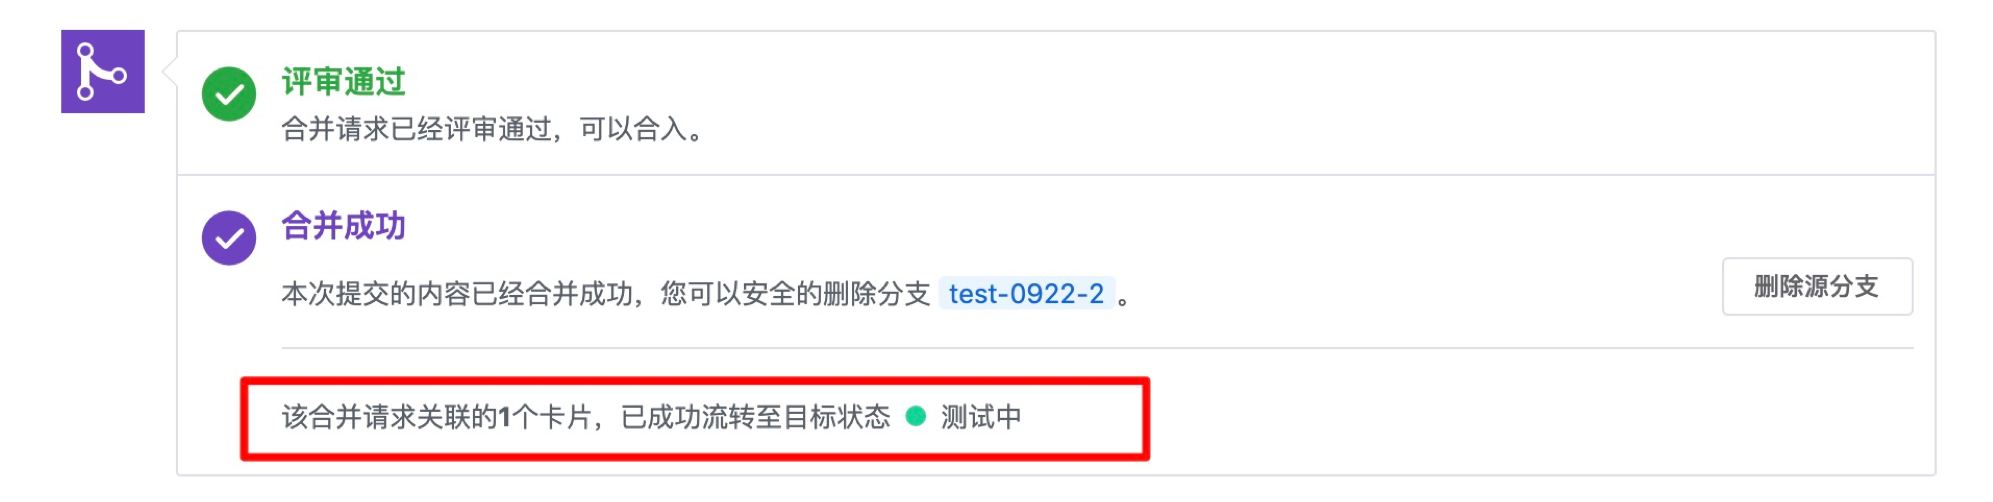 评审通过
合并请求已经评审通过，可以合入。
合并成功
本次提交的内容已经合并成功，您可以安全的删除分支 test-0922-2 。
删除源分支
该合并请求关联的1个卡片，已成功流转至目标状态 测试中